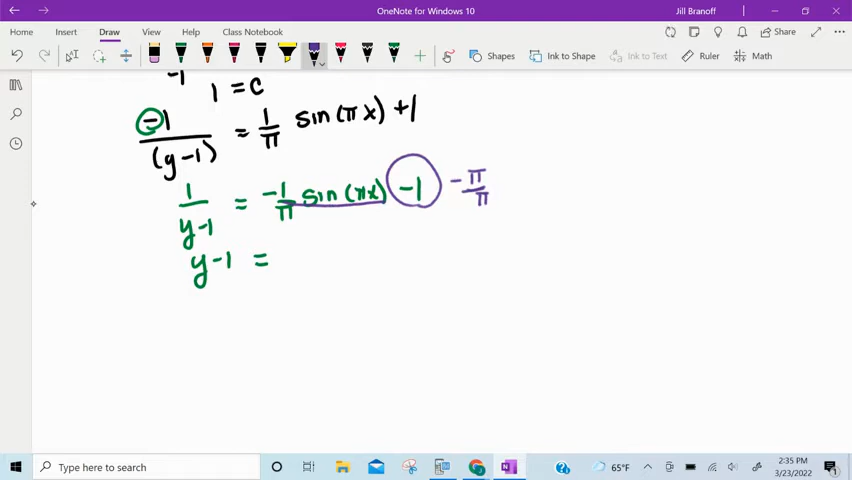 OneNote for Windows 10
Jill Branoff
Home Insert Draw View Help Class Notebook
Share
Shapes
Ink to Shape
Ink to Text
Ruler
Math
-1 1 = C
-1/(y-1) = 1/π sin(πx) +1
1/y-1 = -1/π sin(πx) -1 -π/π
y-1 =
Type here to search
65°F
2:35 PM
3/23/2022